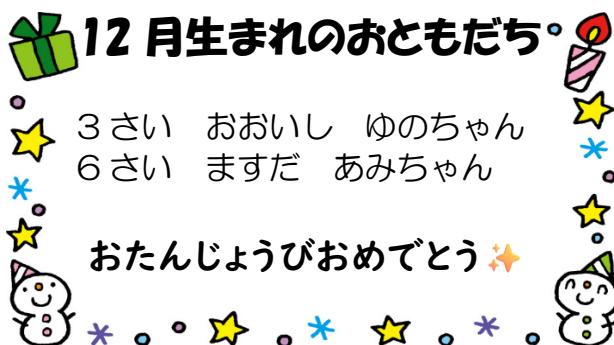 12月生まれのおともだち
3さい　おおいし　ゆのちゃん
6さい　ますだ　あみちゃん
おたんじょうびおめでとう✨